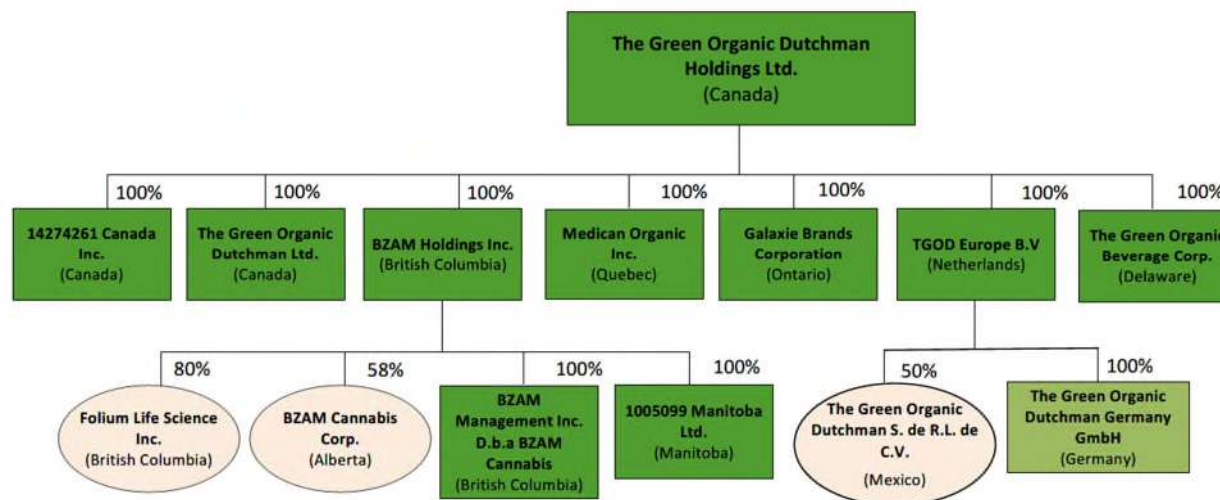 The Green Organic Dutchman
Holdings Ltd.
(Canada)
100%
100%
100%
100%
100%
100%
100%
14274261 Canada
Inc.
(Canada)
The Green Organic
Dutchman Ltd.
(Canada)
BZAM Holdings Inc.
(British Columbia)
Medican Organic
Inc.
(Quebec)
Galaxie Brands
Corporation
(Ontario)
TGOD Europe B.V
(Netherlands)
The Green Organic
Beverage Corp.
(Delaware)
80%
58%
100%
100%
50%
100%
Folium Life Science
Inc.
(British Columbia)
BZAM Cannabis
Corp.
(Alberta)
BZAM
Management Inc.
D.b.a BZAM
Cannabis
(British Columbia)
1005099 Manitoba
Ltd.
(Manitoba)
The Green Organic
Dutchman S. de R.L. de
C.V.
(Mexico)
The Green Organic
Dutchman Germany
GmbH
(Germany)